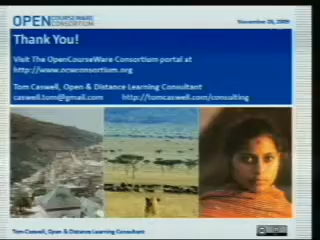 OPEN COURSEWARE CONSORTIUM
November 26, 2009
Thank You!
Visit The OpenCourseWare Consortium portal at
http://www.ocwconsortium.org
Tom Caswell, Open & Distance Learning Consultant
caswell.tom@gmail.com http://tomcaswell.com/consulting
Tom Caswell, Open & Distance Learning Consultant